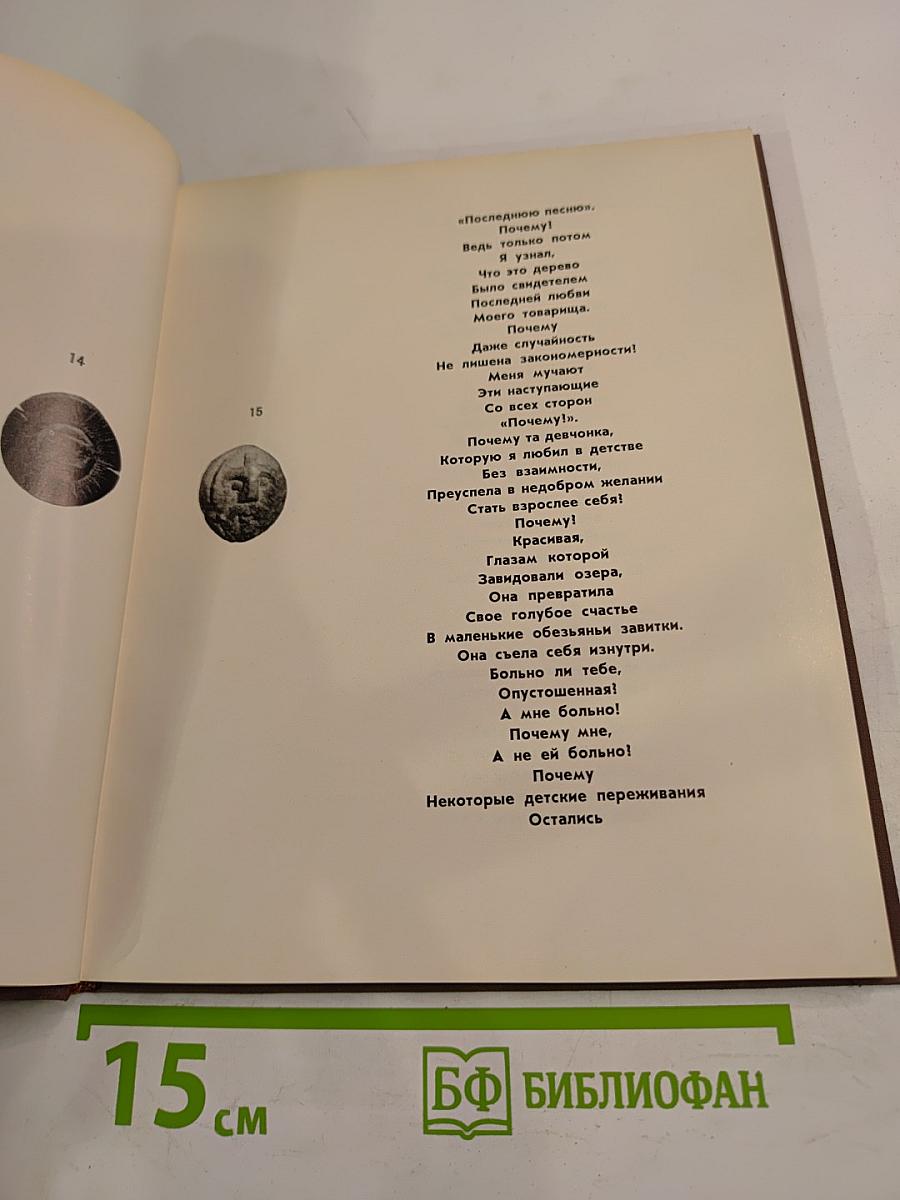 14
15
«Последнюю песню».
Почему?
Ведь только потом
Я узнал,
Что это дерево
Было свидетелем
Последней любви
Моего товарища.
Почему
Даже случайность
Не лишена закономерности?
Меня мучают
Эти наступающие
Со всех сторон
«Почему?».
Почему та девчонка,
Которую я любил в детстве
Без взаимности,
Преуспела в недобром желании
Стать взрослее себя?
Почему?
Красивая,
Глазам которой
Завидовали озера,
Она превратила
Свое голубое счастье
В маленькие обезьяньи завитки.
Она съела себя изнутри.
Больно ли тебе,
Опустошенная?
А мне больно!
Почему мне,
А не ей больно?
Почему
Некоторые детские переживания
Остались
15 см
БФ БИБЛИОФАН